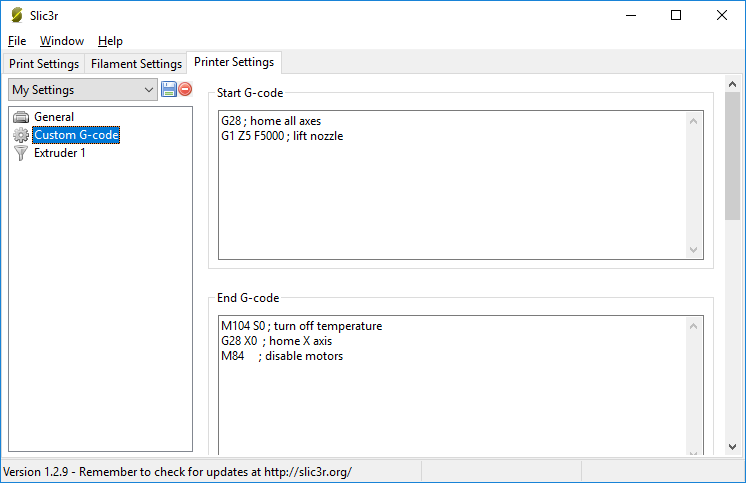 Slic3r
File Window Help
Print Settings Filament Settings Printer Settings
My Settings
General
Custom G-code
Extruder 1
Start G-code
G28 ; home all axes
G1 Z5 F5000 ; lift nozzle
End G-code
M104 S0 ; turn off temperature
G28 X0  ; home X axis
M84     ; disable motors
Version 1.2.9 - Remember to check for updates at http://slic3r.org/